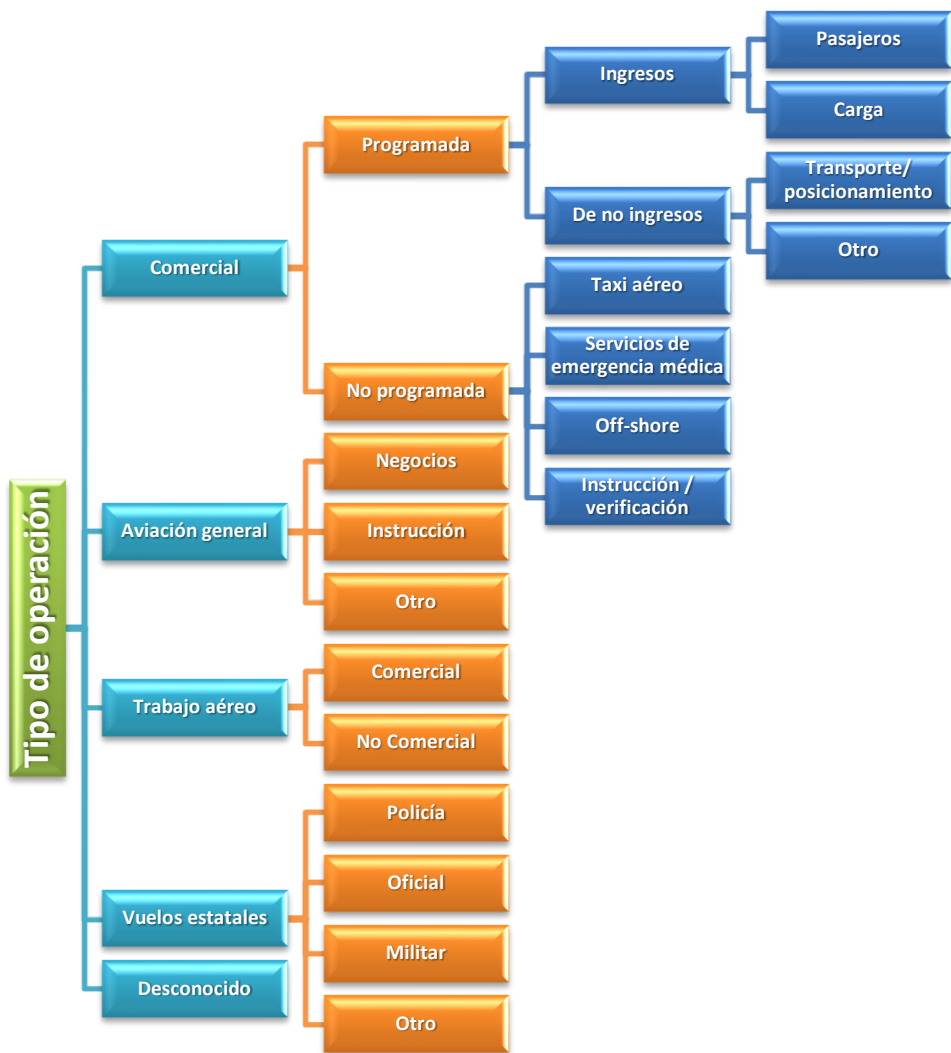 Tipo de operación
Comercial
Programada
Ingresos
Pasajeros
Carga
De no ingresos
Transporte/
posicionamiento
Otro
No programada
Taxi aéreo
Servicios de
emergencia médica
Off-shore
Instrucción /
verificación
Aviación general
Negocios
Instrucción
Otro
Trabajo aéreo
Comercial
No Comercial
Vuelos estatales
Policía
Oficial
Militar
Otro
Desconocido